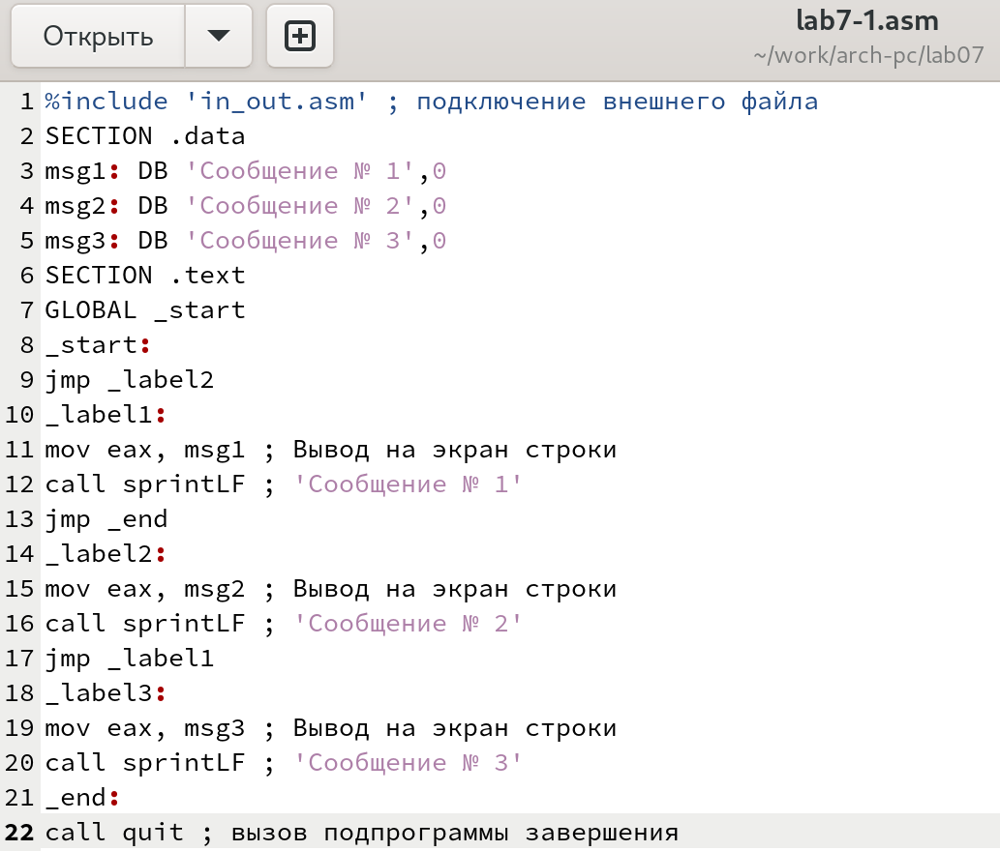 Открыть
lab7-1.asm
~/work/arch-pc/lab07
1 %include 'in_out.asm' ; подключение внешнего файла
2 SECTION .data
3 msg1: DB 'Сообщение № 1',0
4 msg2: DB 'Сообщение № 2',0
5 msg3: DB 'Сообщение № 3',0
6 SECTION .text
7 GLOBAL _start
8 _start:
9 jmp _label2
10 _label1:
11 mov eax, msg1 ; Вывод на экран строки
12 call sprintLF ; 'Сообщение № 1'
13 jmp _end
14 _label2:
15 mov eax, msg2 ; Вывод на экран строки
16 call sprintLF ; 'Сообщение № 2'
17 jmp _label1
18 _label3:
19 mov eax, msg3 ; Вывод на экран строки
20 call sprintLF ; 'Сообщение № 3'
21 _end:
22 call quit ; вызов подпрограммы завершения